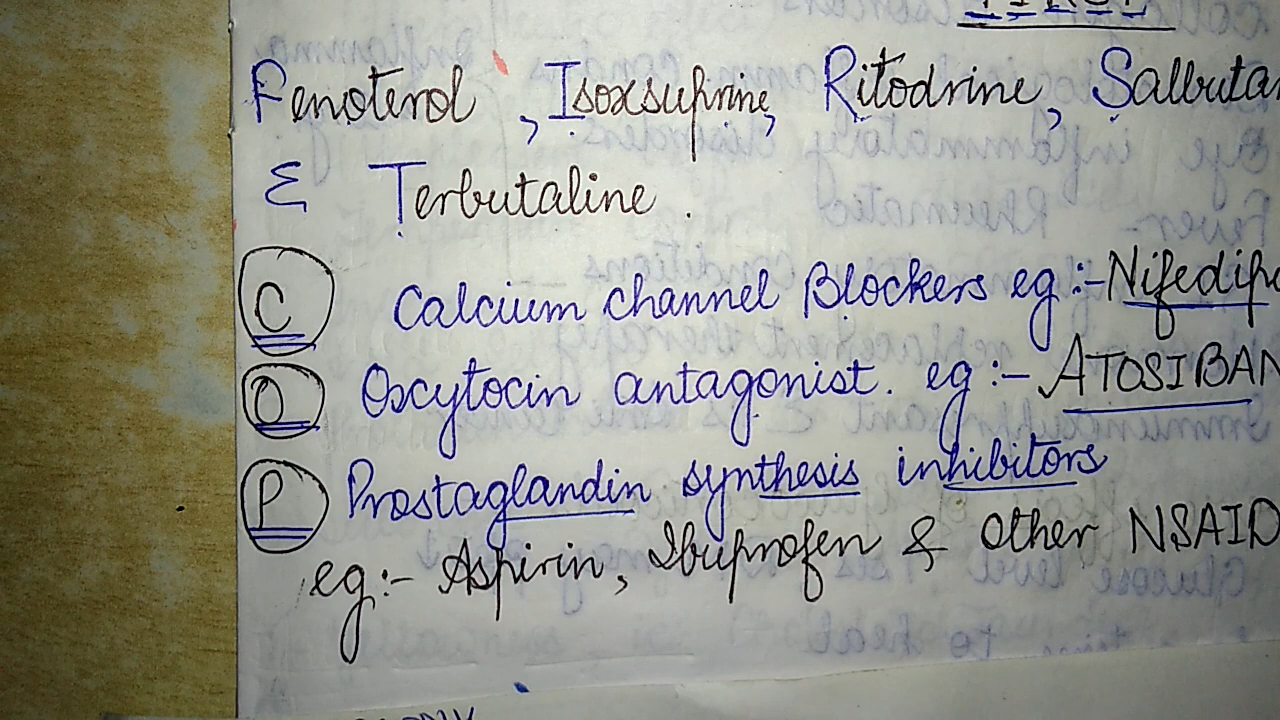 Fenoterol , Isoxsuprine, Ritodrine, Salbuta
& Terbutaline .
C Calcium channel Blockers eg :- Nifedip
O Oxcytocin antagonist. eg :- ATOSIBAN
P Prostaglandin synthesis inhibitors
eg:- Aspirin, Ibuprofen & other NSAID